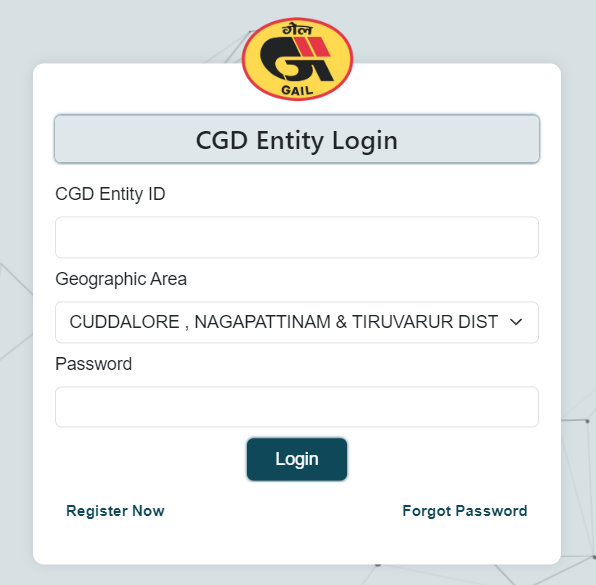 गेल
GAIL
CGD Entity Login
CGD Entity ID
Geographic Area
CUDDALORE , NAGAPATTINAM & TIRUVARUR DIST
Password
Login
Register Now
Forgot Password